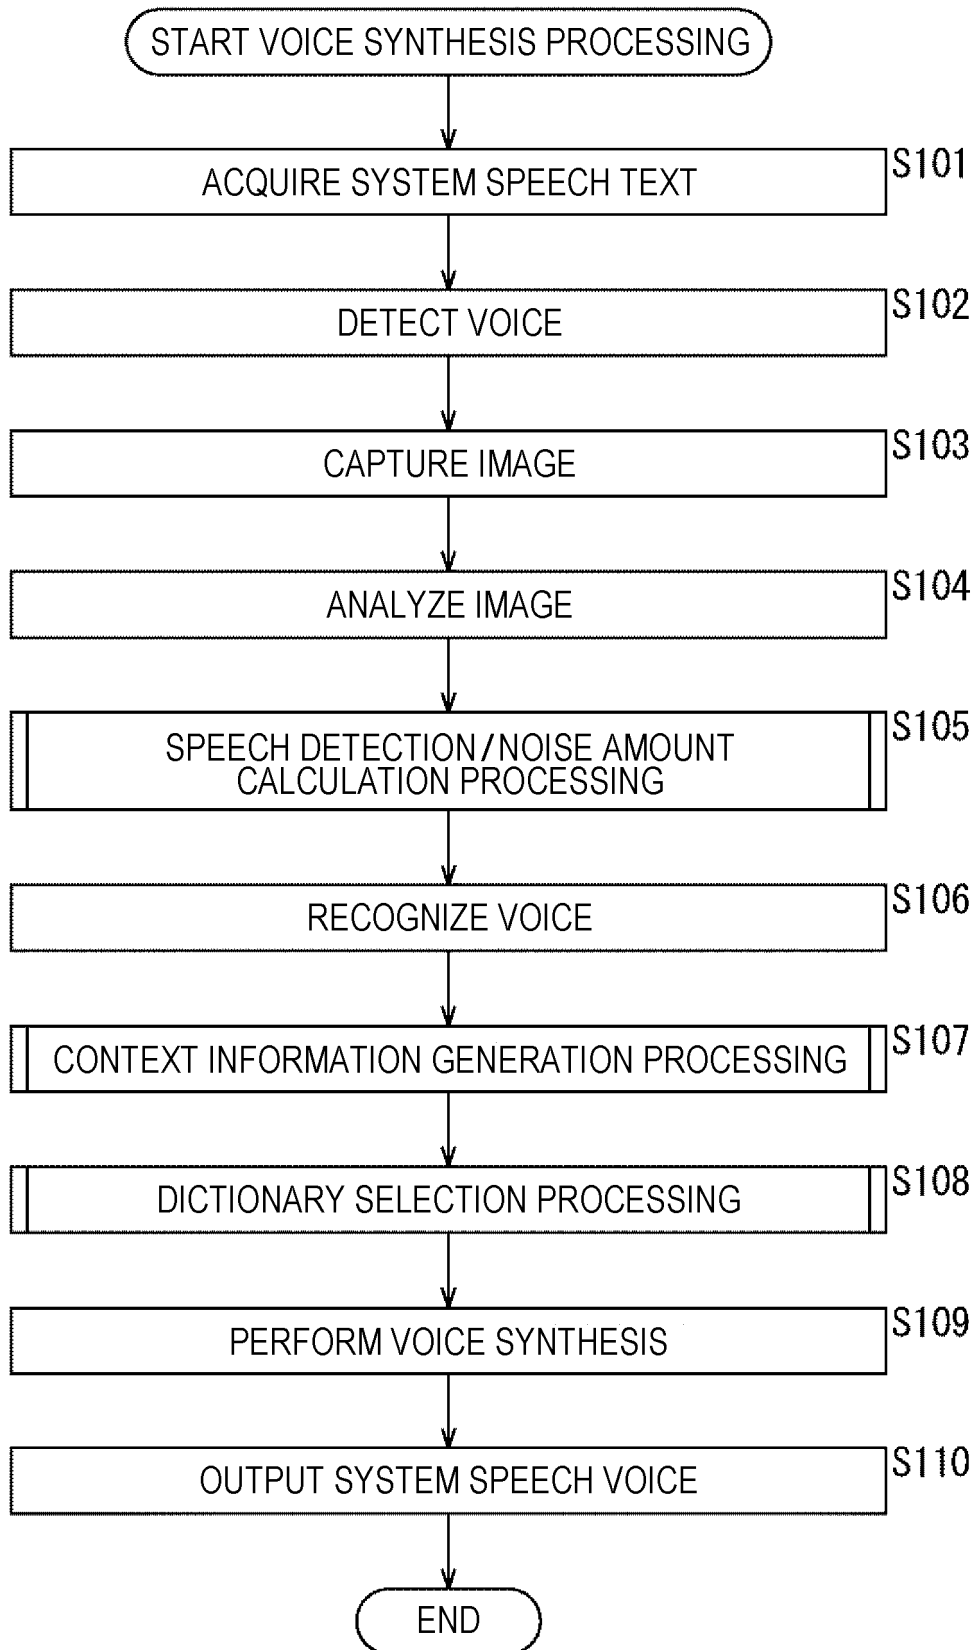 START VOICE SYNTHESIS PROCESSING
S101
ACQUIRE SYSTEM SPEECH TEXT
S102
DETECT VOICE
S103
CAPTURE IMAGE
S104
ANALYZE IMAGE
S105
SPEECH DETECTION/NOISE AMOUNT
CALCULATION PROCESSING
S106
RECOGNIZE VOICE
S107
CONTEXT INFORMATION GENERATION PROCESSING
S108
DICTIONARY SELECTION PROCESSING
S109
PERFORM VOICE SYNTHESIS
S110
OUTPUT SYSTEM SPEECH VOICE
END